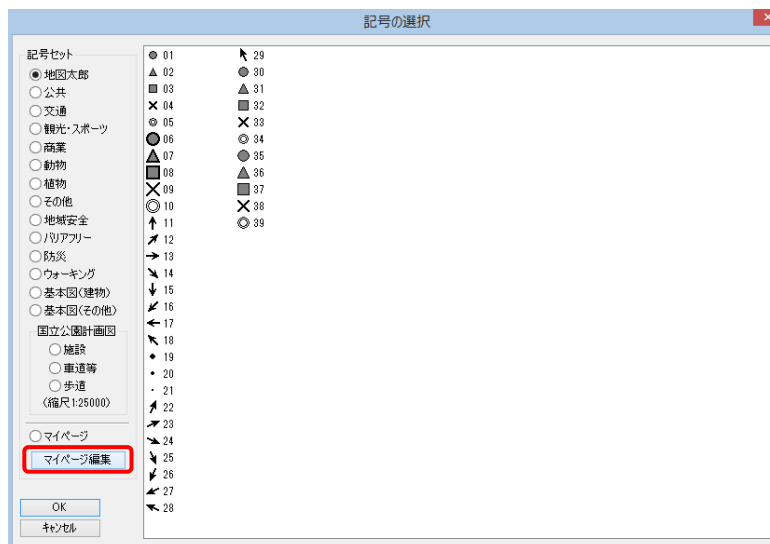 記号の選択
記号セット
地図太郎
公共
交通
観光・スポーツ
商業
動物
植物
その他
地域安全
バリアフリー
防災
ウォーキング
基本図(建物)
基本図(その他)
国立公園計画図
施設
車道等
歩道
(縮尺1:25000)
マイページ
マイページ編集
OK
キャンセル
01
02
03
04
05
06
07
08
09
10
11
12
13
14
15
16
17
18
19
20
21
22
23
24
25
26
27
28
29
30
31
32
33
34
35
36
37
38
39